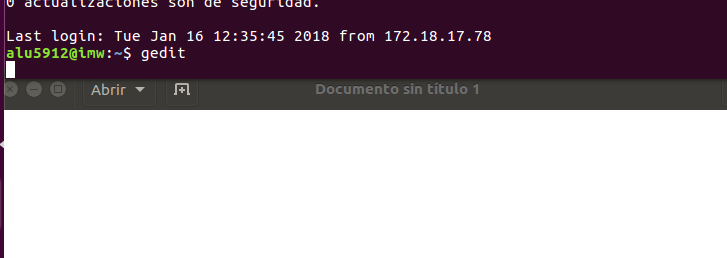 0 actualizaciones son de seguridad.
Last login: Tue Jan 16 12:35:45 2018 from 172.18.17.78
alu5912@imw:~$ gedit
Abrir
Documento sin título 1